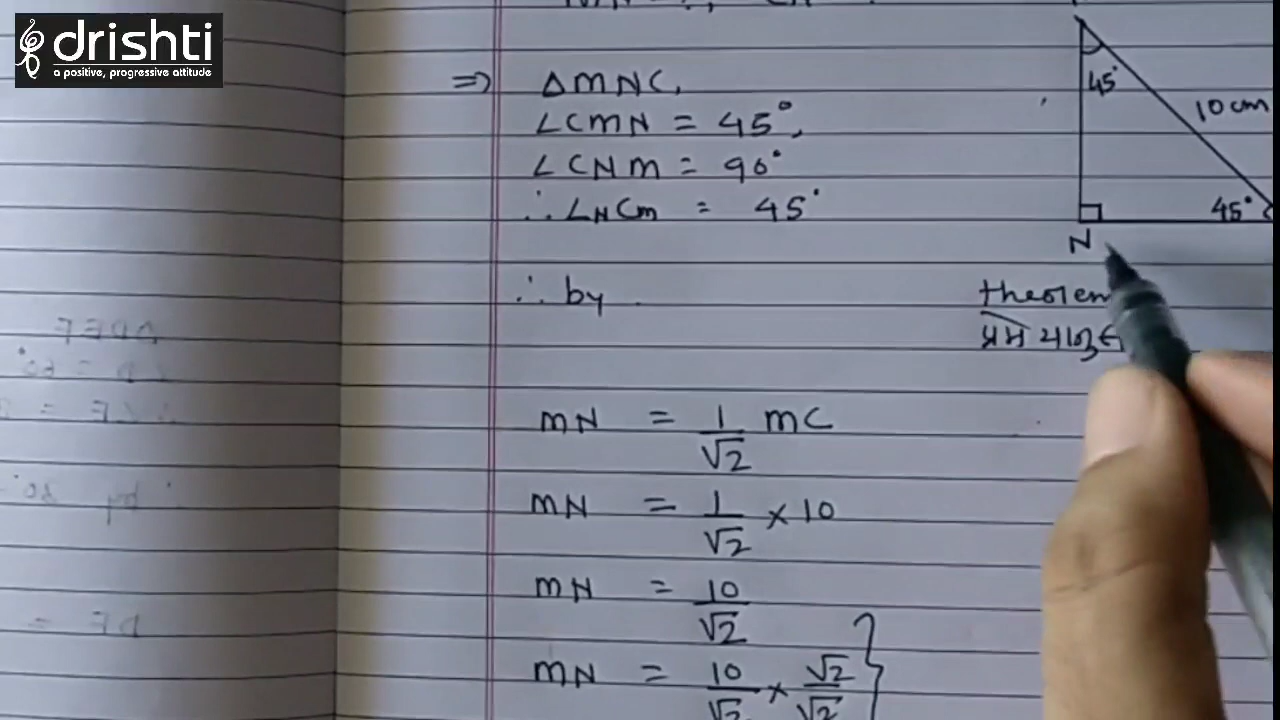 drishti
a positive, progressive attitude
⇒ ΔMNC,
∠CMN = 45°,
∠CNM = 90°
∴ ∠NCM = 45°
∴ by theorem
MN = 1/√2 MC
MN = 1/√2 × 10
MN = 10/√2
MN = 10/√2 × √2/√2 }
45°
10 cm
45°
N